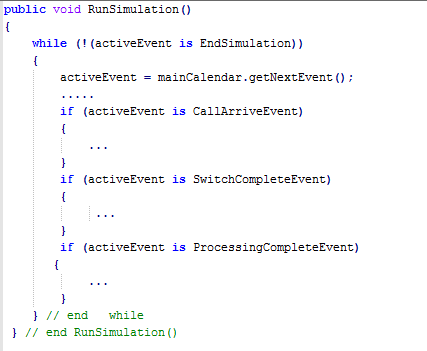 public void RunSimulation()
{
    while (!(activeEvent is EndSimulation))
    {
        activeEvent = mainCalendar.getNextEvent();
        .....
        if (activeEvent is CallArriveEvent)
        {
            ...
        }
        if (activeEvent is SwitchCompleteEvent)
        {
             ...
        }
        if (activeEvent is ProcessingCompleteEvent)
       {
            ...
        }
    } // end   while
 } // end RunSimulation()